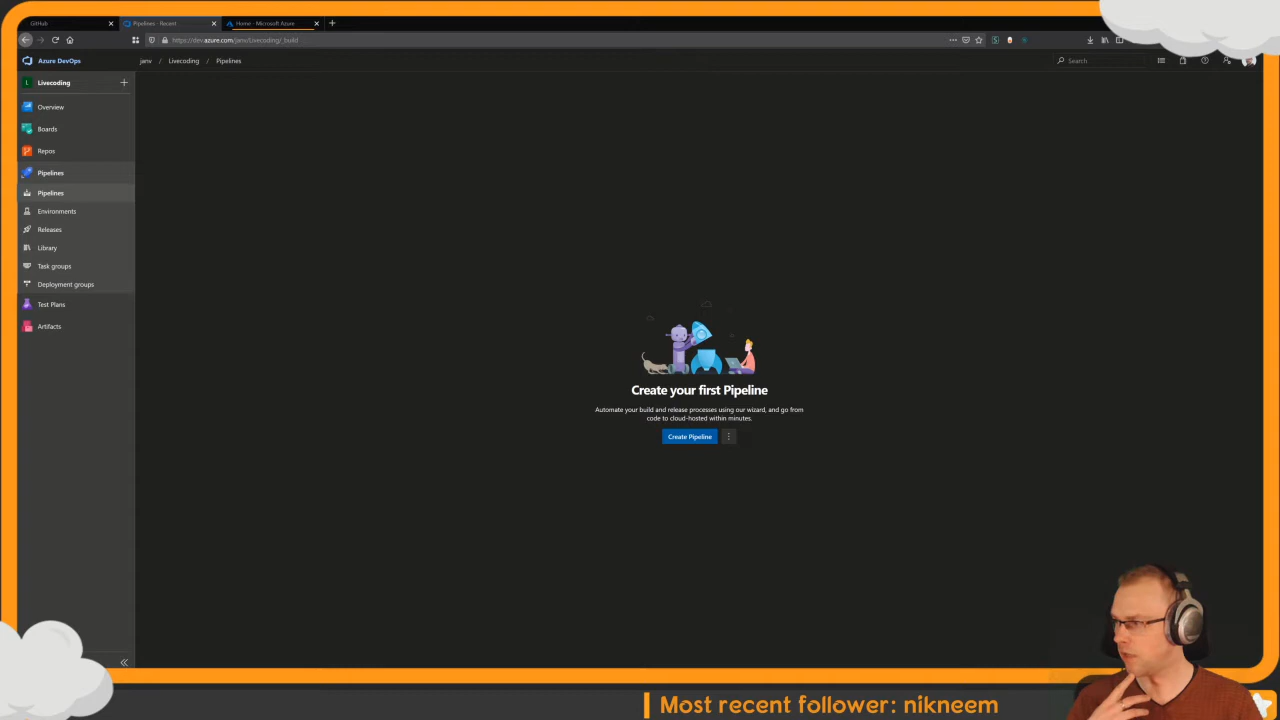 GitHub
Pipelines - Recent
Home - Microsoft Azure
https://dev.azure.com/janv/Livecoding/_build
Azure DevOps
janv / Livecoding / Pipelines
Search
L Livecoding
Overview
Boards
Repos
Pipelines
Pipelines
Environments
Releases
Library
Task groups
Deployment groups
Test Plans
Artifacts
Create your first Pipeline
Automate your build and release processes using our wizard, and go from
code to cloud-hosted within minutes.
Create Pipeline
Most recent follower: nikneem